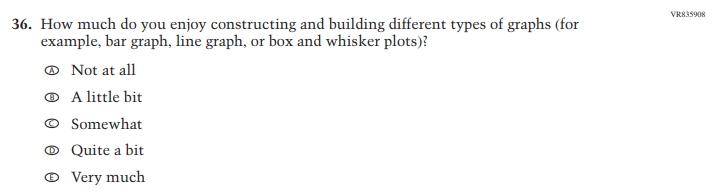 VR835908
36. How much do you enjoy constructing and building different types of graphs (for
example, bar graph, line graph, or box and whisker plots)?
A Not at all
B A little bit
C Somewhat
D Quite a bit
E Very much